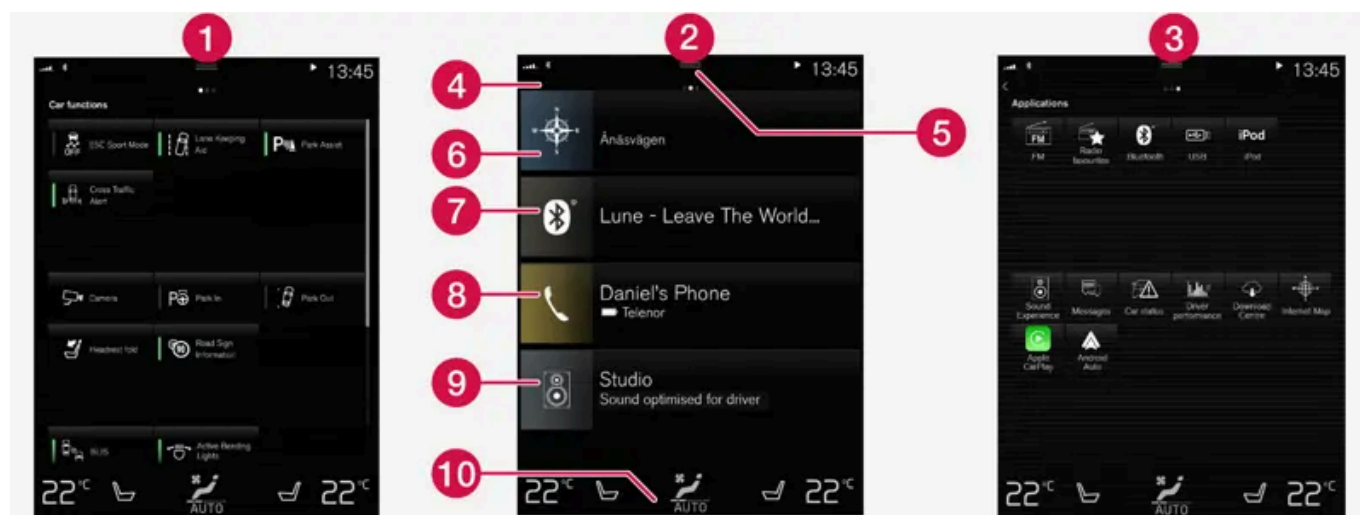 1
2
3
13:45
Car functions
ESC Sport Mode
OFF
Lane Keeping
Aid
P
Park Assist
Cross Traffic
Alert
Camera
P
Park In
Park Out
Headrest fold
90
Road Sign
Information
BLIS
Active Bending
Lights
22°C
AUTO
22°C
4
5
6
7
8
9
10
13:45
N
Änåsvägen
Lune - Leave The World...
Daniel's Phone
Telenor
Studio
Sound optimised for driver
22°C
AUTO
22°C
13:45
Applications
FM
FM
Radio
favourites
Bluetooth
USB
iPod
iPod
Sound
Experience
Messages
Car status
Driver
performance
Download
Centre
Internet Map
Apple
CarPlay
Android
Auto
22°C
AUTO
22°C